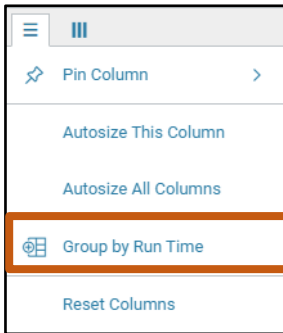 Pin Column
Autosize This Column
Autosize All Columns
Group by Run Time
Reset Columns